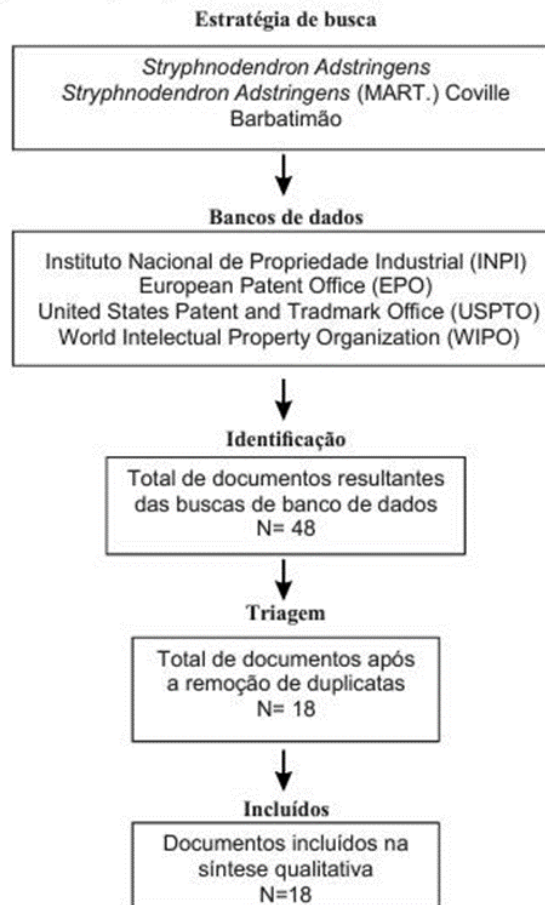 Estratégia de busca
Stryphnodendron Adstringens
Stryphnodendron Adstringens (MART.) Coville
Barbatimão
Bancos de dados
Instituto Nacional de Propriedade Industrial (INPI)
European Patent Office (EPO)
United States Patent and Tradmark Office (USPTO)
World Intelectual Property Organization (WIPO)
Identificação
Total de documentos resultantes
das buscas de banco de dados
N= 48
Triagem
Total de documentos após
a remoção de duplicatas
N= 18
Incluídos
Documentos incluídos na
síntese qualitativa
N=18